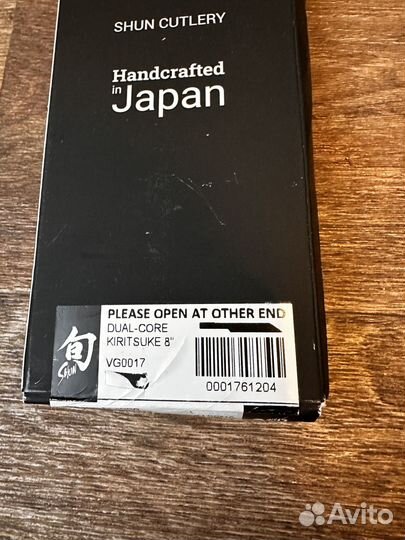 SHUN CUTLERY
Handcrafted
in Japan
PLEASE OPEN AT OTHER END
DUAL-CORE
KIRITSUKE 8"
VG0017
旬
SHUN
0001761204
Avito